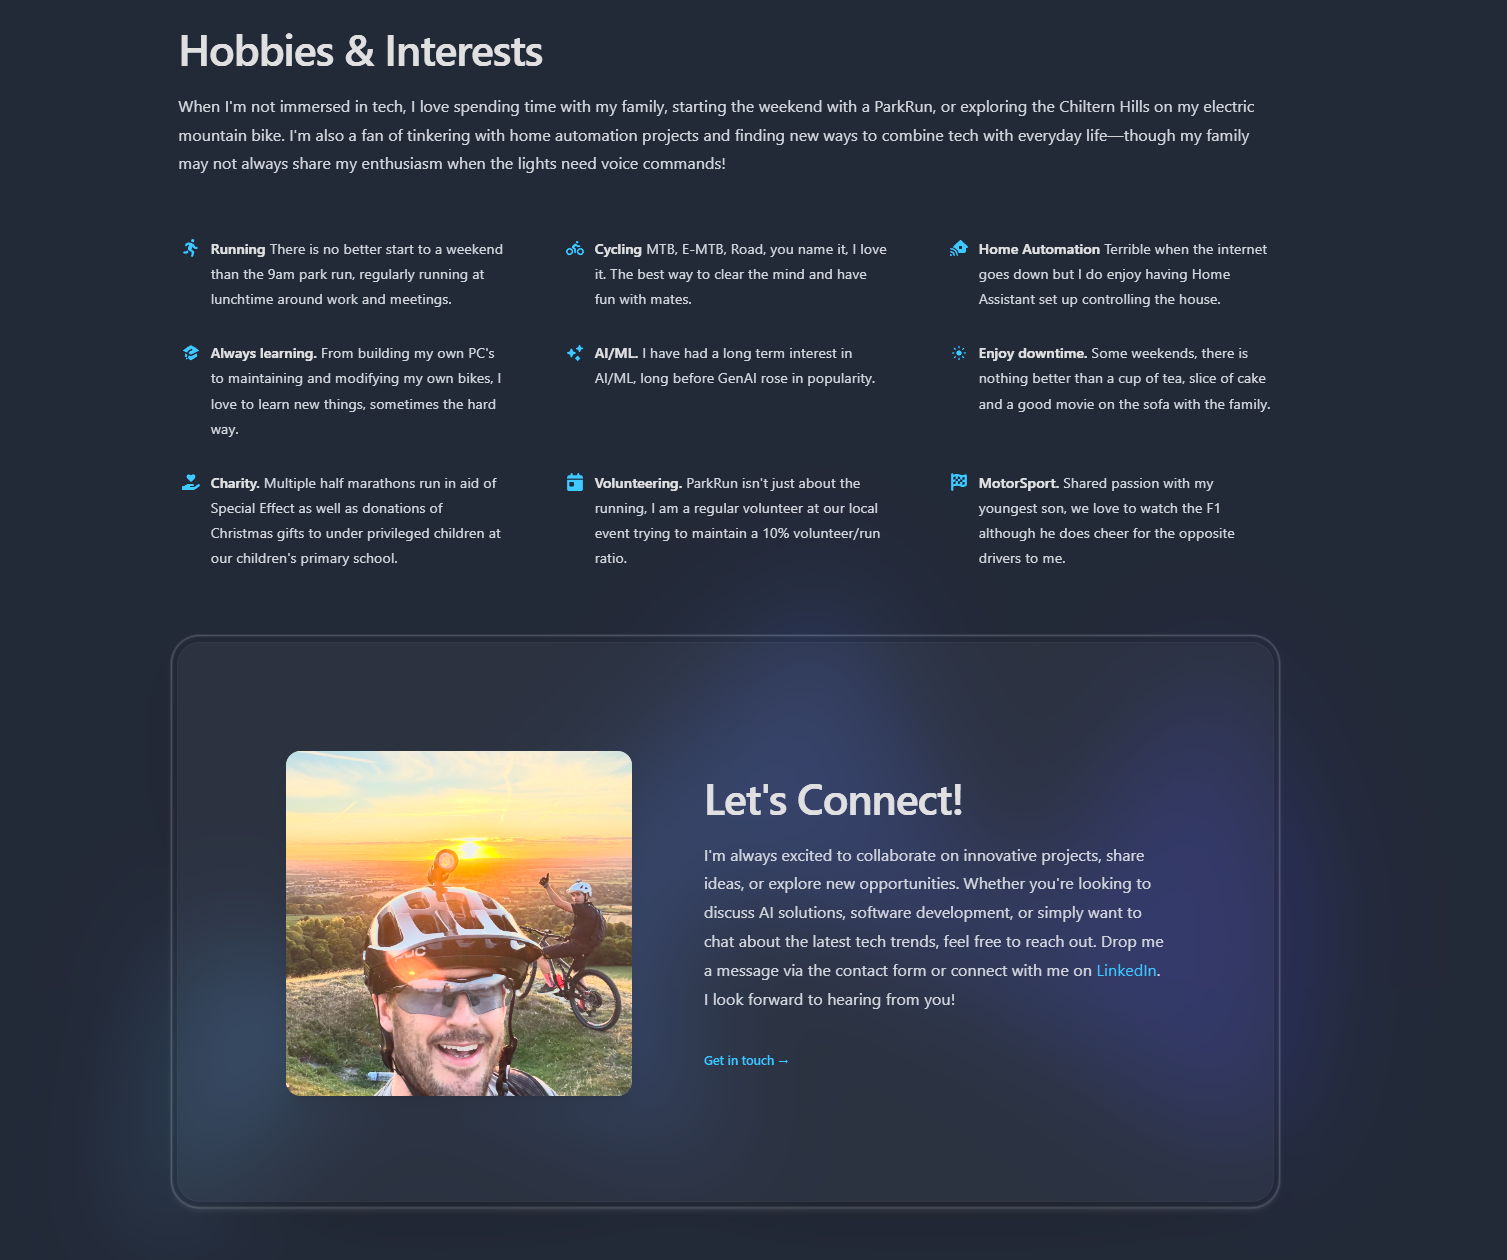 Hobbies & Interests
When I'm not immersed in tech, I love spending time with my family, starting the weekend with a ParkRun, or exploring the Chiltern Hills on my electric
mountain bike. I'm also a fan of tinkering with home automation projects and finding new ways to combine tech with everyday life—though my family
may not always share my enthusiasm when the lights need voice commands!
Running There is no better start to a weekend
than the 9am park run, regularly running at
lunchtime around work and meetings.
Cycling MTB, E-MTB, Road, you name it, I love
it. The best way to clear the mind and have
fun with mates.
Home Automation Terrible when the internet
goes down but I do enjoy having Home
Assistant set up controlling the house.
Always learning. From building my own PC's
to maintaining and modifying my own bikes, I
love to learn new things, sometimes the hard
way.
AI/ML. I have had a long term interest in
AI/ML, long before GenAI rose in popularity.
Enjoy downtime. Some weekends, there is
nothing better than a cup of tea, slice of cake
and a good movie on the sofa with the family.
Charity. Multiple half marathons run in aid of
Special Effect as well as donations of
Christmas gifts to under privileged children at
our children's primary school.
Volunteering. ParkRun isn't just about the
running, I am a regular volunteer at our local
event trying to maintain a 10% volunteer/run
ratio.
MotorSport. Shared passion with my
youngest son, we love to watch the F1
although he does cheer for the opposite
drivers to me.
POC
Let's Connect!
I'm always excited to collaborate on innovative projects, share
ideas, or explore new opportunities. Whether you're looking to
discuss AI solutions, software development, or simply want to
chat about the latest tech trends, feel free to reach out. Drop me
a message via the contact form or connect with me on LinkedIn.
I look forward to hearing from you!
Get in touch →